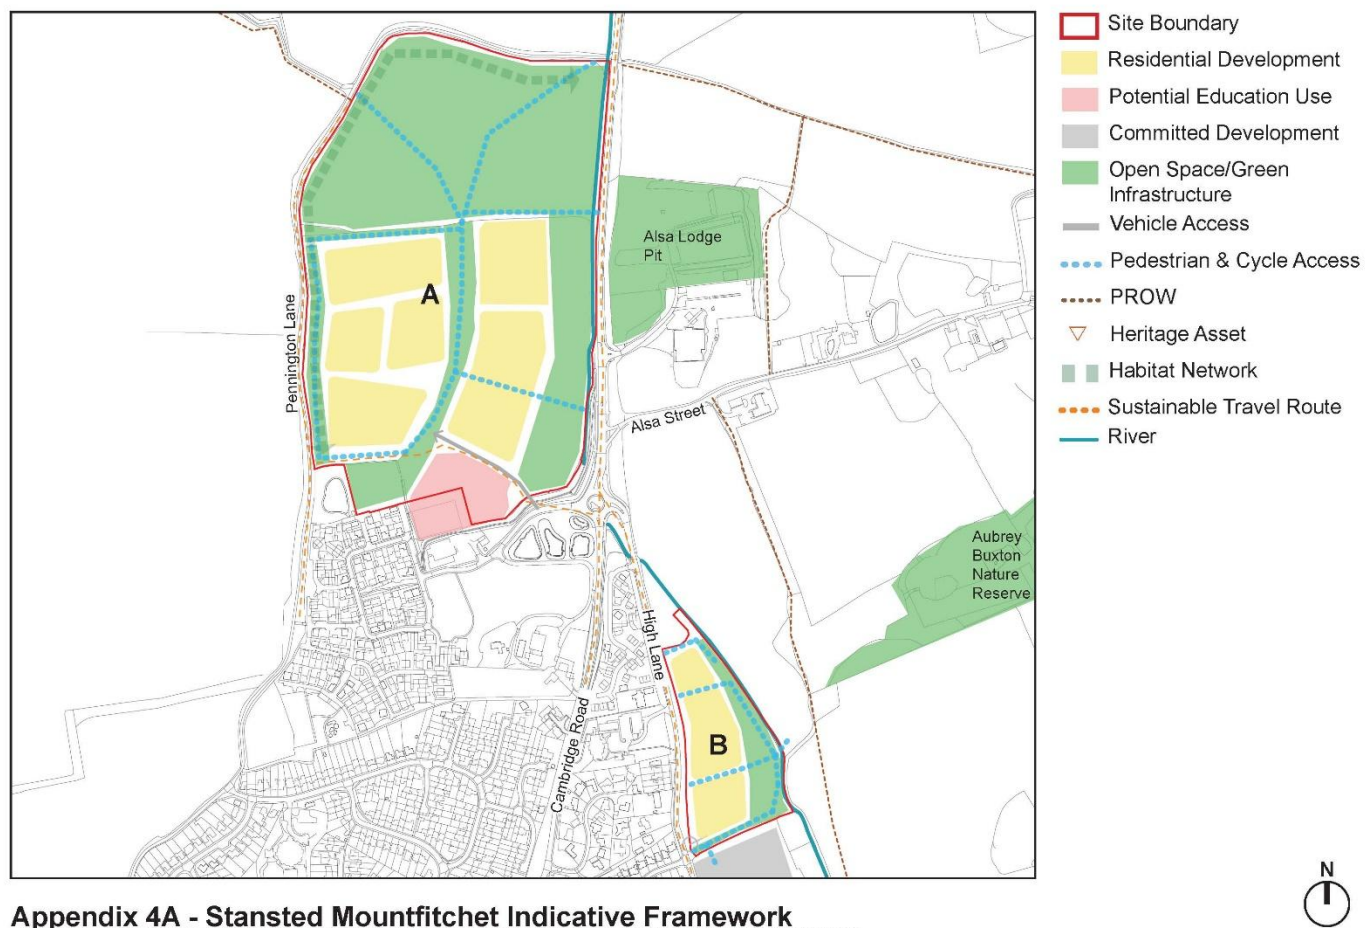 Site Boundary
Residential Development
Potential Education Use
Committed Development
Open Space/Green
Infrastructure
Vehicle Access
Pedestrian & Cycle Access
PROW
Heritage Asset
Habitat Network
Sustainable Travel Route
River
Alsa Lodge
Pit
A
Pennington Lane
Alsa Street
Aubrey
Buxton
Nature
Reserve
High Lane
Cambridge Road
B
N
Appendix 4A - Stansted Mountfitchet Indicative Framework